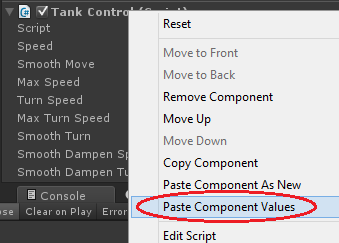 Tank Control (Script)
Script
Speed
Smooth Move
Max Speed
Turn Speed
Max Turn Speed
Smooth Turn
Smooth Dampen Sp
Smooth Dampen Tu
Console
Clear on Play
Error
Reset
Move to Front
Move to Back
Remove Component
Move Up
Move Down
Copy Component
Paste Component As New
Paste Component Values
Edit Script